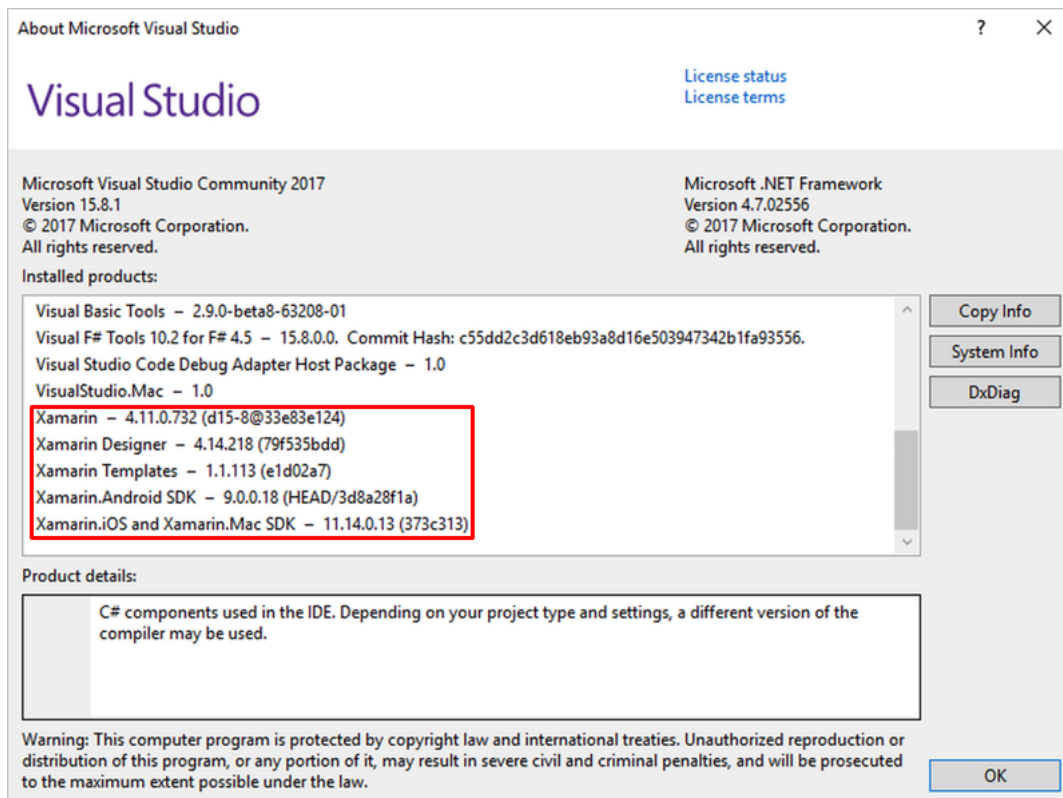 About Microsoft Visual Studio
?
Visual Studio
License status
License terms
Microsoft Visual Studio Community 2017
Version 15.8.1
© 2017 Microsoft Corporation.
All rights reserved.
Microsoft .NET Framework
Version 4.7.02556
© 2017 Microsoft Corporation.
All rights reserved.
Installed products:
Visual Basic Tools – 2.9.0-beta8-63208-01
Visual F# Tools 10.2 for F# 4.5 – 15.8.0.0. Commit Hash: c55dd2c3d618eb93a8d16e503947342b1fa93556.
Visual Studio Code Debug Adapter Host Package – 1.0
VisualStudio.Mac – 1.0
Xamarin – 4.11.0.732 (d15-8@33e83e124)
Xamarin Designer – 4.14.218 (79f535bdd)
Xamarin Templates – 1.1.113 (e1d02a7)
Xamarin.Android SDK – 9.0.0.18 (HEAD/3d8a28f1a)
Xamarin.iOS and Xamarin.Mac SDK – 11.14.0.13 (373c313)
Copy Info
System Info
DxDiag
Product details:
C# components used in the IDE. Depending on your project type and settings, a different version of the
compiler may be used.
Warning: This computer program is protected by copyright law and international treaties. Unauthorized reproduction or
distribution of this program, or any portion of it, may result in severe civil and criminal penalties, and will be prosecuted
to the maximum extent possible under the law.
OK